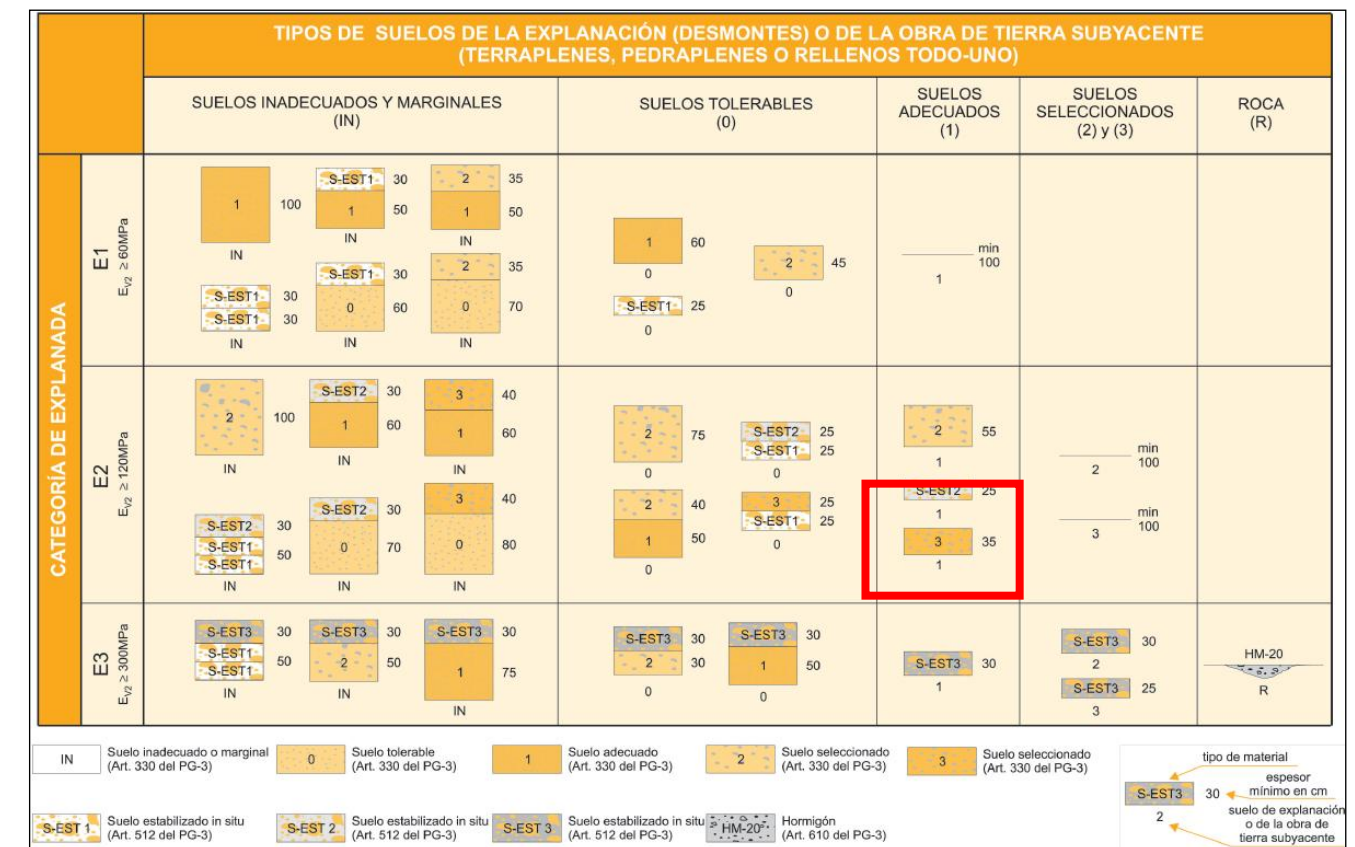 TIPOS DE SUELOS DE LA EXPLANACIÓN (DESMONTES) O DE LA OBRA DE TIERRA SUBYACENTE
(TERRAPLENES, PEDRAPLENES O RELLENOS TODO-UNO)
SUELOS INADECUADOS Y MARGINALES
(IN)
SUELOS TOLERABLES
(0)
SUELOS
ADECUADOS
(1)
SUELOS
SELECCIONADOS
(2) y (3)
ROCA
(R)
CATEGORÍA DE EXPLANADA
E1
EV2 ≥ 60MPa
1 100
IN
S-EST1 30
1 50
IN
2 35
1 50
IN
S-EST1 30
S-EST1 30
IN
S-EST1 30
0 60
IN
2 35
0 70
IN
1 60
0
2 45
0
S-EST1 25
0
min
100
1
E2
EV2 ≥ 120MPa
2 100
IN
S-EST2 30
1 60
IN
3 40
1 60
IN
S-EST2 30
S-EST1 50
S-EST1
IN
S-EST2 30
0 70
IN
3 40
0 80
IN
2 75
0
S-EST2 25
S-EST1 25
0
2 40
1 50
0
3 25
S-EST1 25
0
2 55
1
S-EST2 25
1
3 35
1
min
2 100
min
3 100
E3
EV2 ≥ 300MPa
S-EST3 30
S-EST1 50
S-EST1
IN
S-EST3 30
2 50
IN
S-EST3 30
1 75
IN
S-EST3 30
2 30
0
S-EST3 30
1 50
0
S-EST3 30
1
S-EST3 30
2
S-EST3 25
3
HM-20
R
IN Suelo inadecuado o marginal
(Art. 330 del PG-3)
0 Suelo tolerable
(Art. 330 del PG-3)
1 Suelo adecuado
(Art. 330 del PG-3)
2 Suelo seleccionado
(Art. 330 del PG-3)
3 Suelo seleccionado
(Art. 330 del PG-3)
S-EST 1 Suelo estabilizado in situ
(Art. 512 del PG-3)
S-EST 2 Suelo estabilizado in situ
(Art. 512 del PG-3)
S-EST 3 Suelo estabilizado in situ
(Art. 512 del PG-3)
HM-20 Hormigón
(Art. 610 del PG-3)
tipo de material
S-EST3 30
espesor
mínimo en cm
2
suelo de explanación
o de la obra de
tierra subyacente